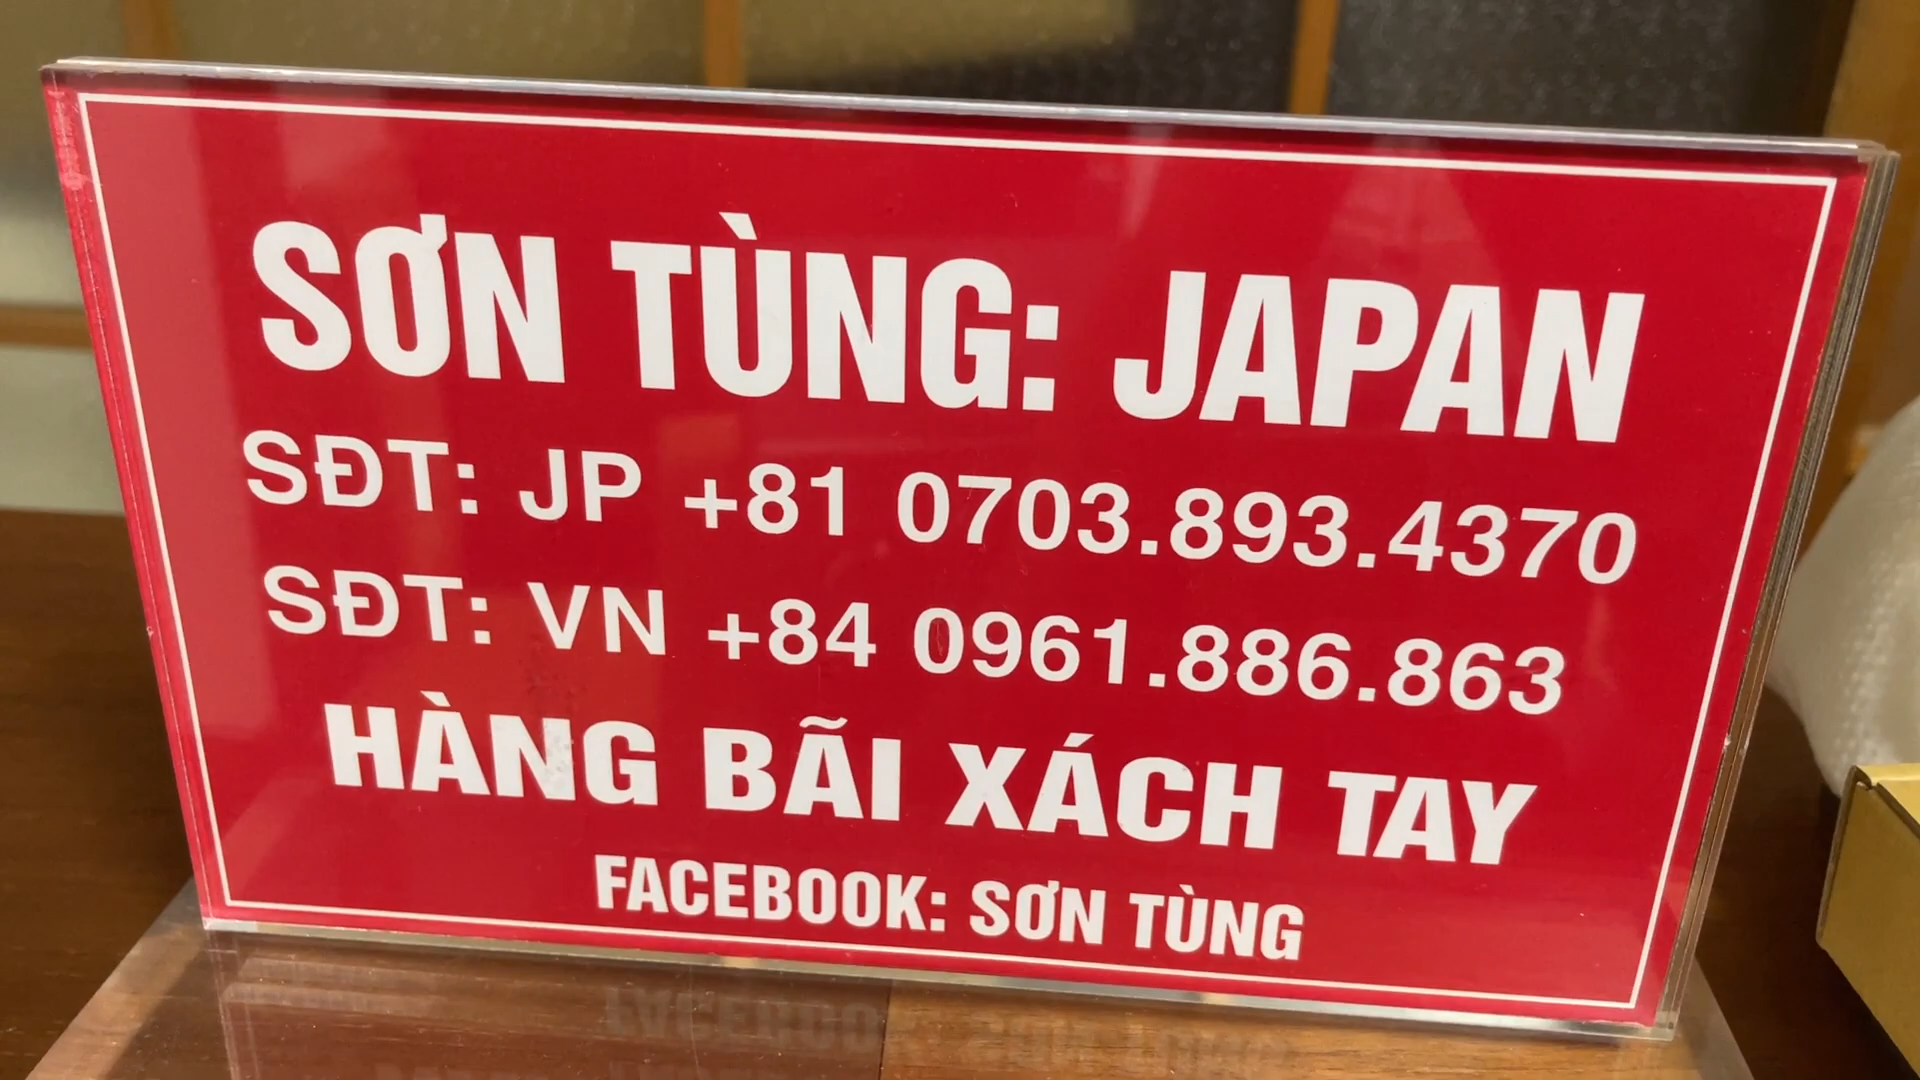 SƠN TÙNG: JAPAN
SĐT: JP +81 0703.893.4370
SĐT: VN +84 0961.886.863
HÀNG BÃI XÁCH TAY
FACEBOOK: SƠN TÙNG